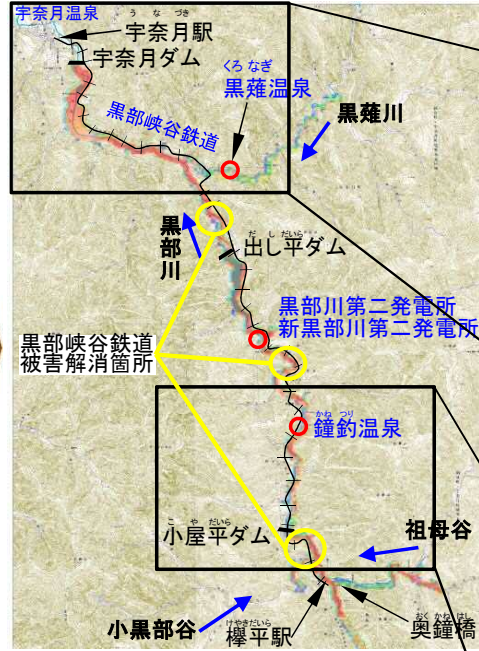 宇奈月温泉
うなづき
宇奈月駅
宇奈月ダム
くろなぎ
黒薙温泉
黒部峡谷鉄道
黒薙川
黒部川
だしだいら
出し平ダム
黒部川第二発電所
新黒部川第二発電所
黒部峡谷鉄道
被害解消箇所
かねつり
鐘釣温泉
こやだいら
小屋平ダム
祖母谷
小黒部谷
けやきだいら
欅平駅
おくかねはし
奥鐘橋